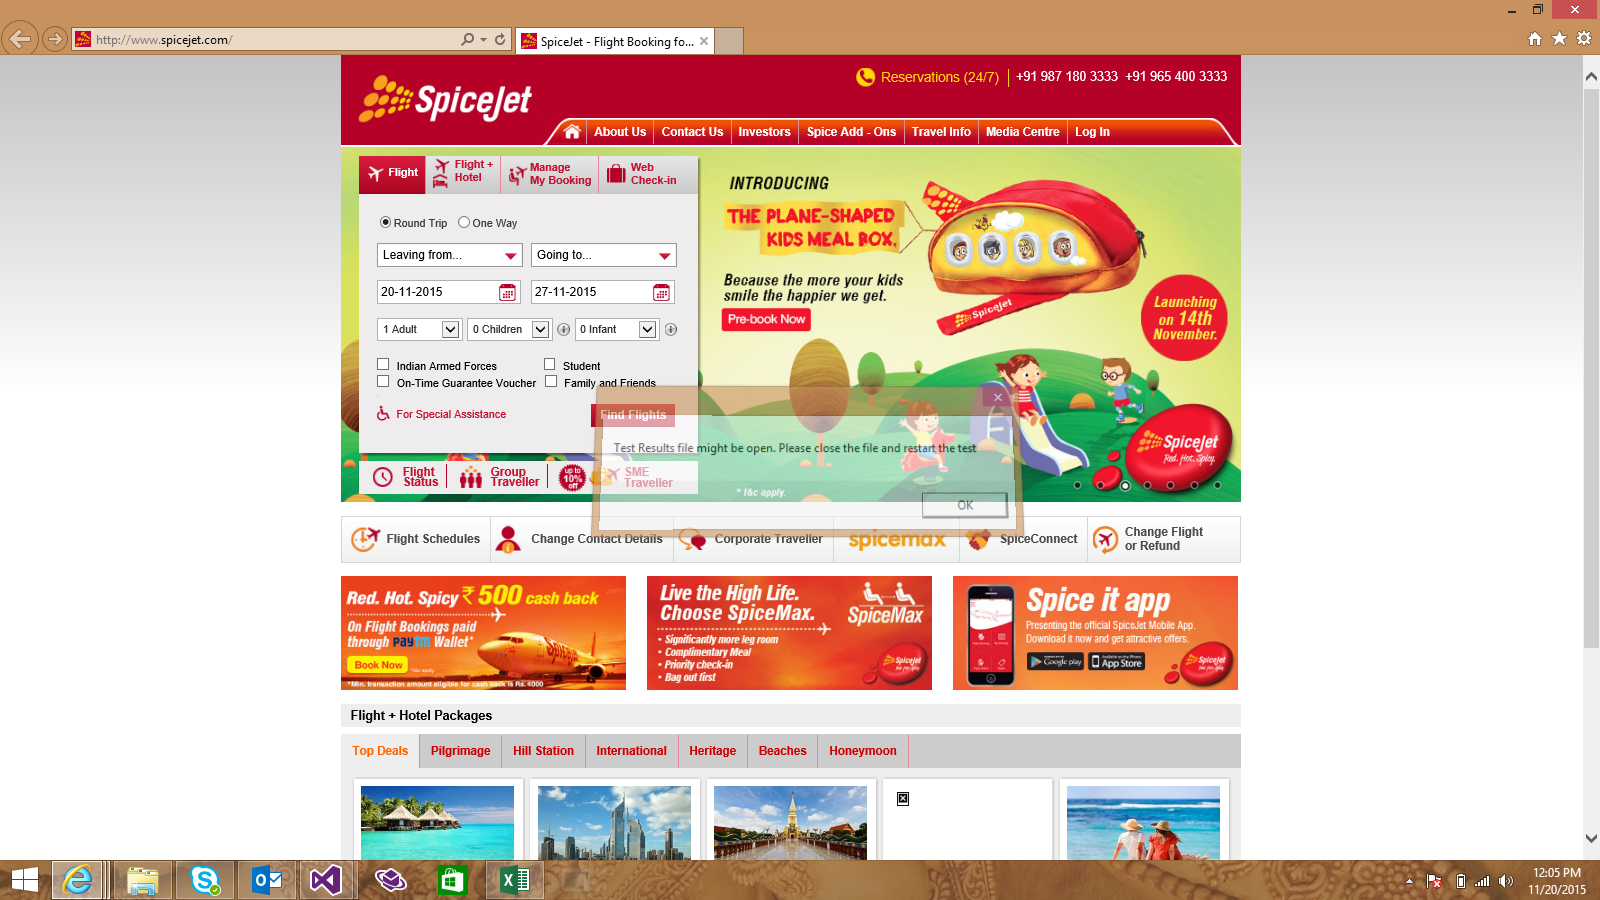 http://www.spicejet.com/
SpiceJet - Flight Booking fo...
SpiceJet
Reservations (24/7)
+91 987 180 3333 +91 965 400 3333
About Us
Contact Us
Investors
Spice Add - Ons
Travel Info
Media Centre
Log In
Flight
Flight +
Hotel
Manage
My Booking
Web
Check-in
Round Trip
One Way
Leaving from...
Going to...
20-11-2015
27-11-2015
1 Adult
0 Children
0 Infant
Indian Armed Forces
Student
On-Time Guarantee Voucher
Family and Friends
For Special Assistance
Find Flights
INTRODUCING
THE PLANE-SHAPED
KIDS MEAL BOX.
Because the more your kids
smile the happier we get.
Pre-book Now
SpiceJet
Launching
on 14th
November.
SpiceJet
Red. Hot. Spicy.
* t&c apply.
Test Results file might be open. Please close the file and restart the test
OK
Flight
Status
Group
Traveller
up to
10%
off
SME
Traveller
Flight Schedules
Change Contact Details
Corporate Traveller
spicemax
SpiceConnect
Change Flight
or Refund
Red. Hot. Spicy ₹ 500 cash back
On Flight Bookings paid
through paytm Wallet*
Book Now
*t&c apply
*Min. transaction amount eligible for cash back is Rs. 4000
Live the High Life.
Choose SpiceMax.
• Significantly more leg room
• Complimentary Meal
• Priority check-in
• Bag out first
SpiceMax
SpiceJet
Spice it app
Presenting the official SpiceJet Mobile App.
Download it now and get attractive offers.
Google play
App Store
SpiceJet
Flight + Hotel Packages
Top Deals
Pilgrimage
Hill Station
International
Heritage
Beaches
Honeymoon
12:05 PM
11/20/2015